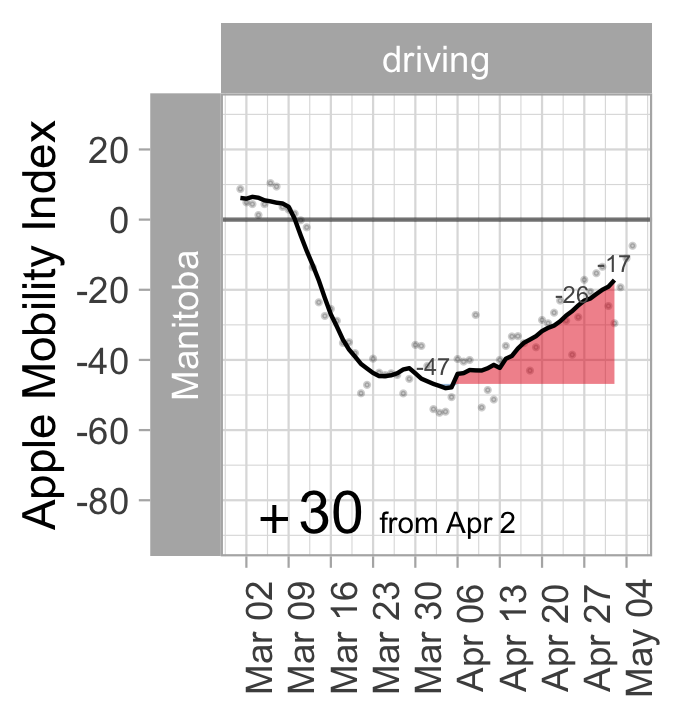 driving
Apple Mobility Index
Manitoba
20
0
-20
-40
-60
-80
-47
-26
-17
+30 from Apr 2
Mar 02
Mar 09
Mar 16
Mar 23
Mar 30
Apr 06
Apr 13
Apr 20
Apr 27
May 04